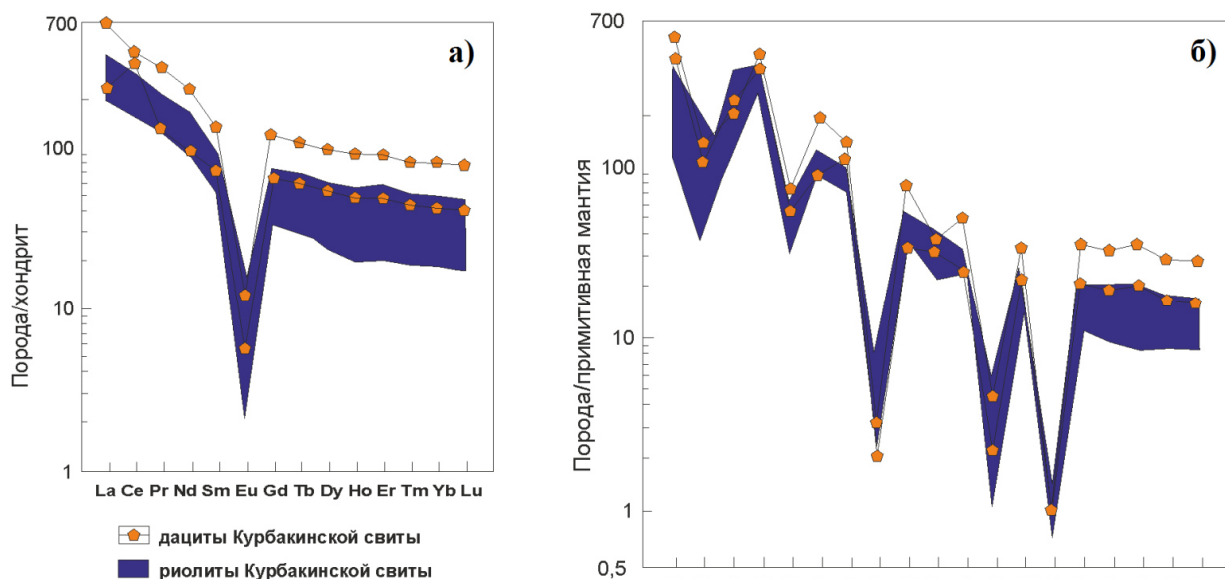 700
а)
100
10
1
Порода/хондрит
La Ce Pr Nd Sm Eu Gd Tb Dy Ho Er Tm Yb Lu
дациты Курбакинской свиты
риолиты Курбакинской свиты
700
б)
100
10
1
0,5
Порода/примитивная мантия